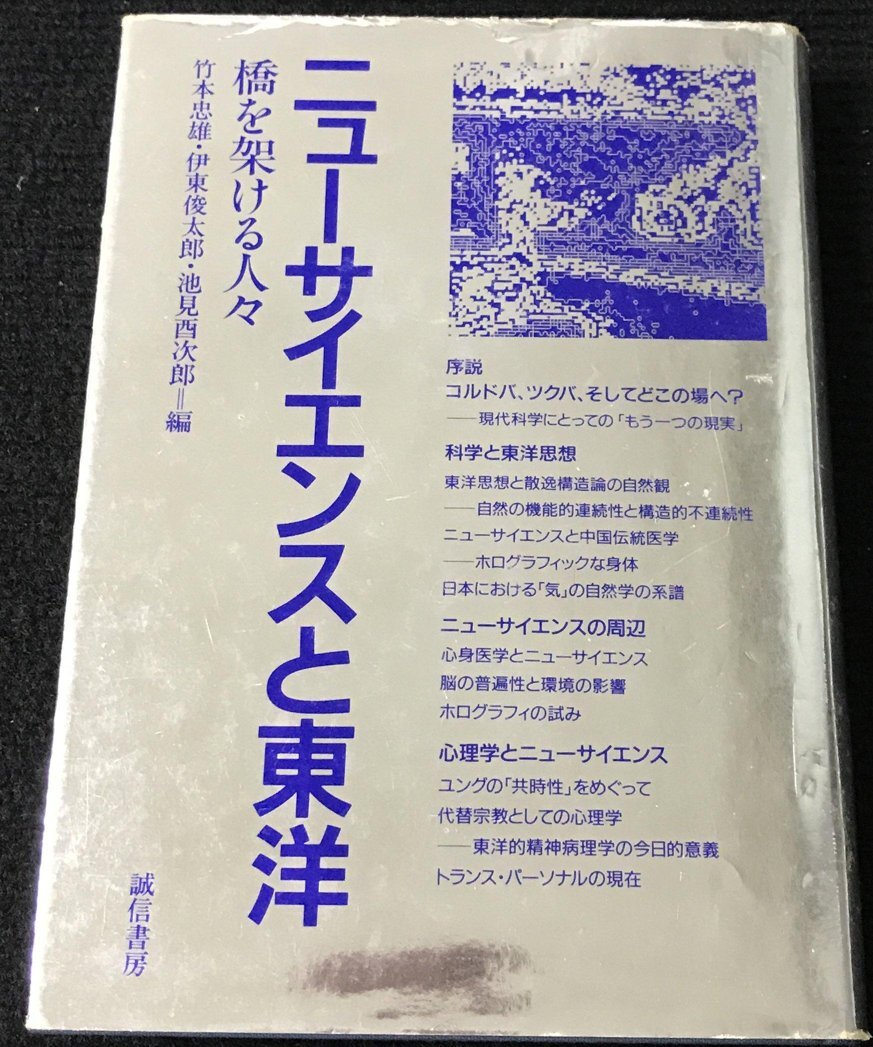 ニューサイエンスと東洋
橋を架ける人々
竹本忠雄・伊東俊太郎・池見酉次郎＝編
誠信書房
序説
コルドバ、ツクバ、そしてどこの場へ?
──現代科学にとっての「もう一つの現実」
科学と東洋思想
東洋思想と散逸構造論の自然観
──自然の機能的連続性と構造的不連続性
ニューサイエンスと中国伝統医学
──ホログラフィックな身体
日本における「気」の自然学の系譜
ニューサイエンスの周辺
心身医学とニューサイエンス
脳の普遍性と環境の影響
ホログラフィの試み
心理学とニューサイエンス
ユングの「共時性」をめぐって
代替宗教としての心理学
──東洋的精神病理学の今日的意義
トランス・パーソナルの現在